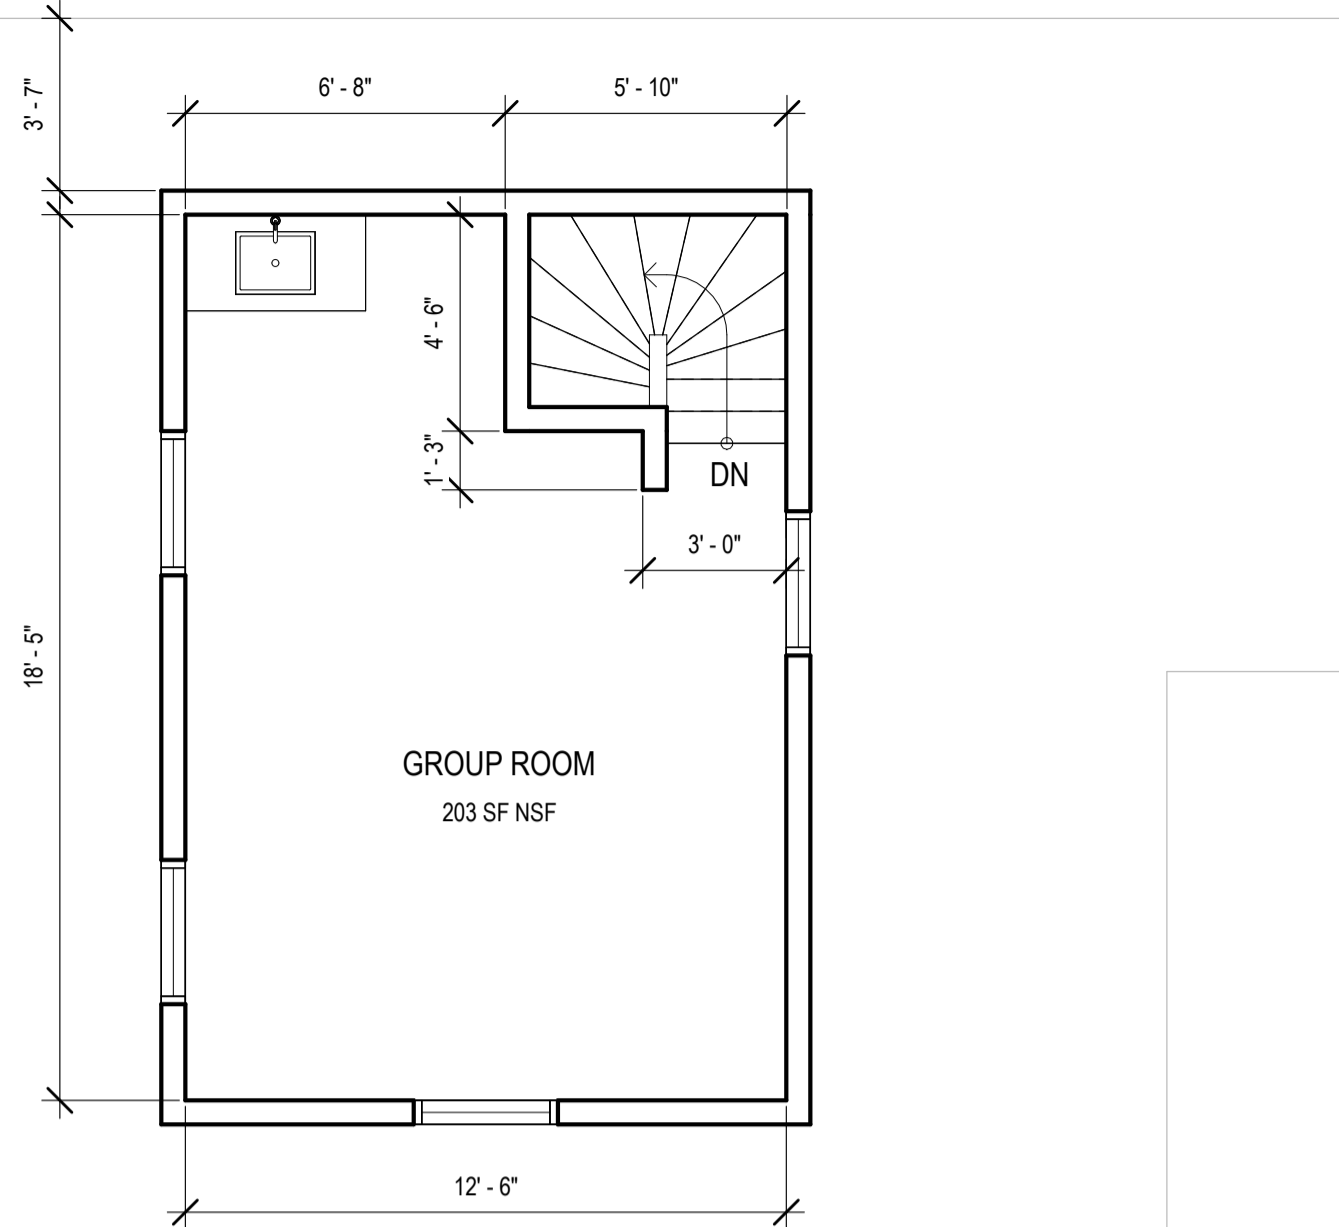 6' - 8"
5' - 10"
3' - 7"
4' - 6"
1' - 3"
DN
3' - 0"
18' - 5"
GROUP ROOM
203 SF NSF
12' - 6"